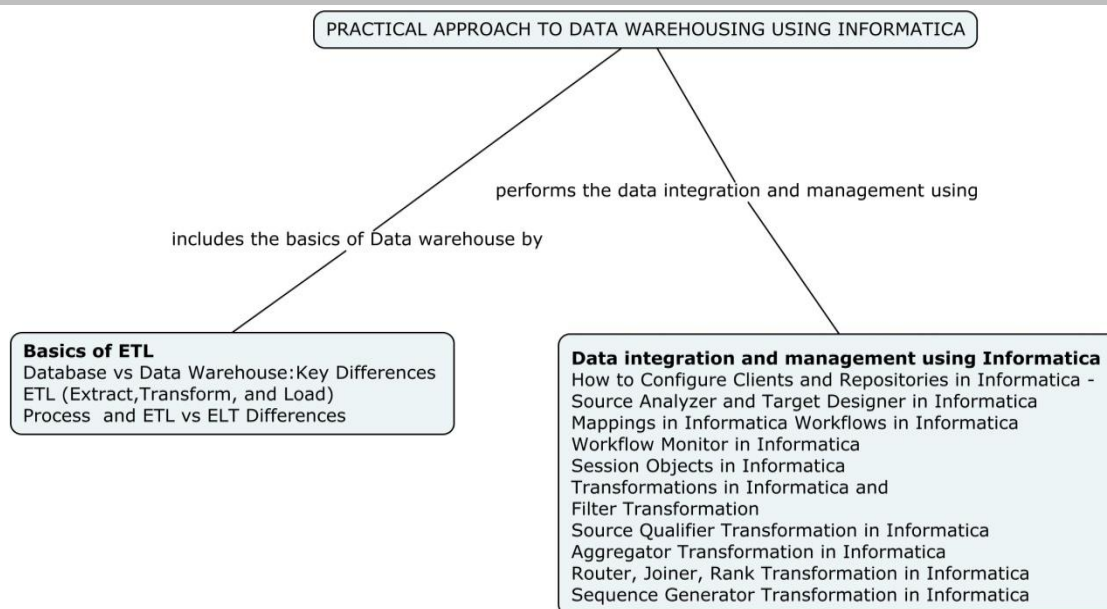 PRACTICAL APPROACH TO DATA WAREHOUSING USING INFORMATICA
performs the data integration and management using
includes the basics of Data warehouse by
Basics of ETL
Database vs Data Warehouse:Key Differences
ETL (Extract,Transform, and Load)
Process and ETL vs ELT Differences
Data integration and management using Informatica
How to Configure Clients and Repositories in Informatica -
Source Analyzer and Target Designer in Informatica
Mappings in Informatica Workflows in Informatica
Workflow Monitor in Informatica
Session Objects in Informatica
Transformations in Informatica and
Filter Transformation
Source Qualifier Transformation in Informatica
Aggregator Transformation in Informatica
Router, Joiner, Rank Transformation in Informatica
Sequence Generator Transformation in Informatica